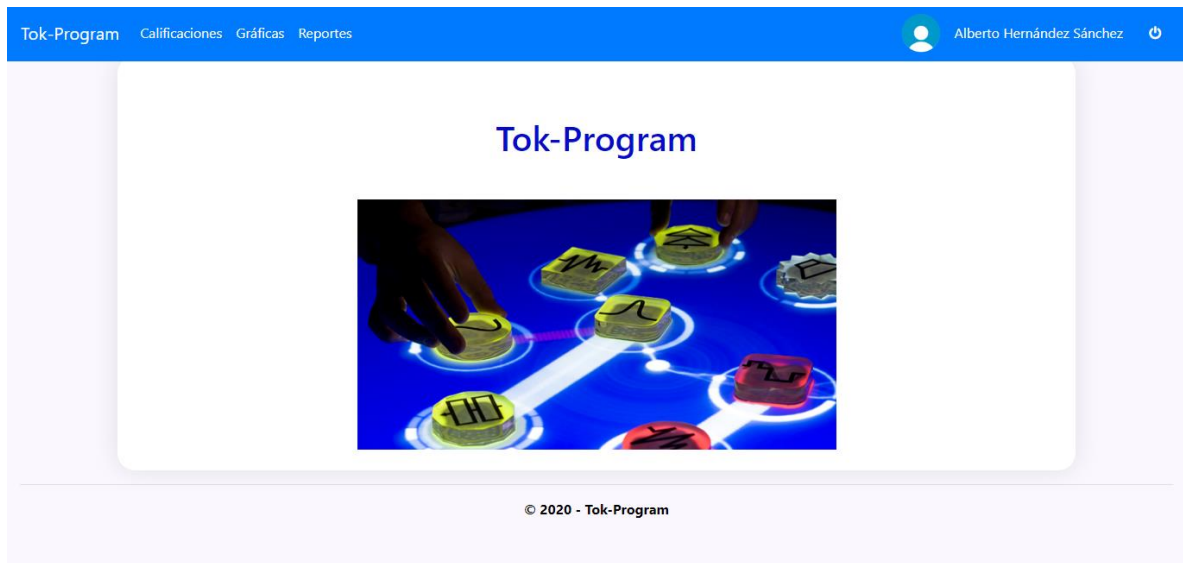 Tok-Program Calificaciones Gráficas Reportes Alberto Hernández Sánchez
Tok-Program
© 2020 - Tok-Program